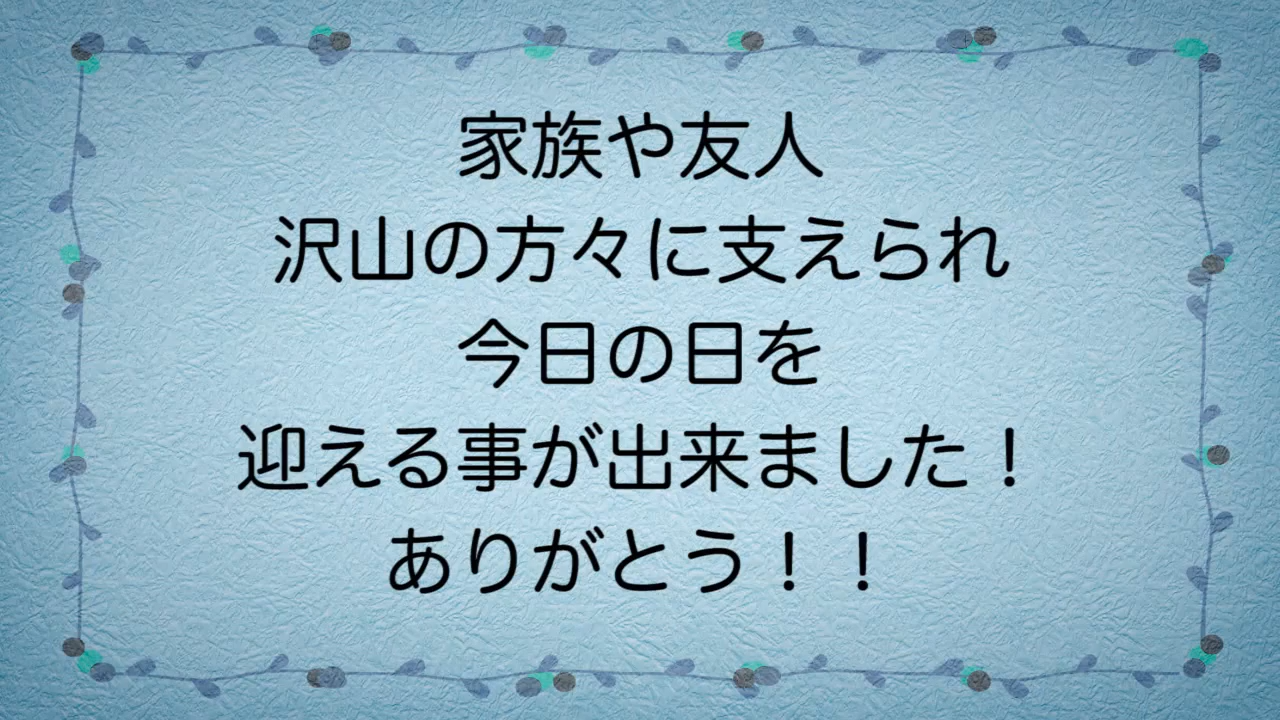 家族や友人
沢山の方々に支えられ
今日の日を
迎える事が出来ました！
ありがとう！！